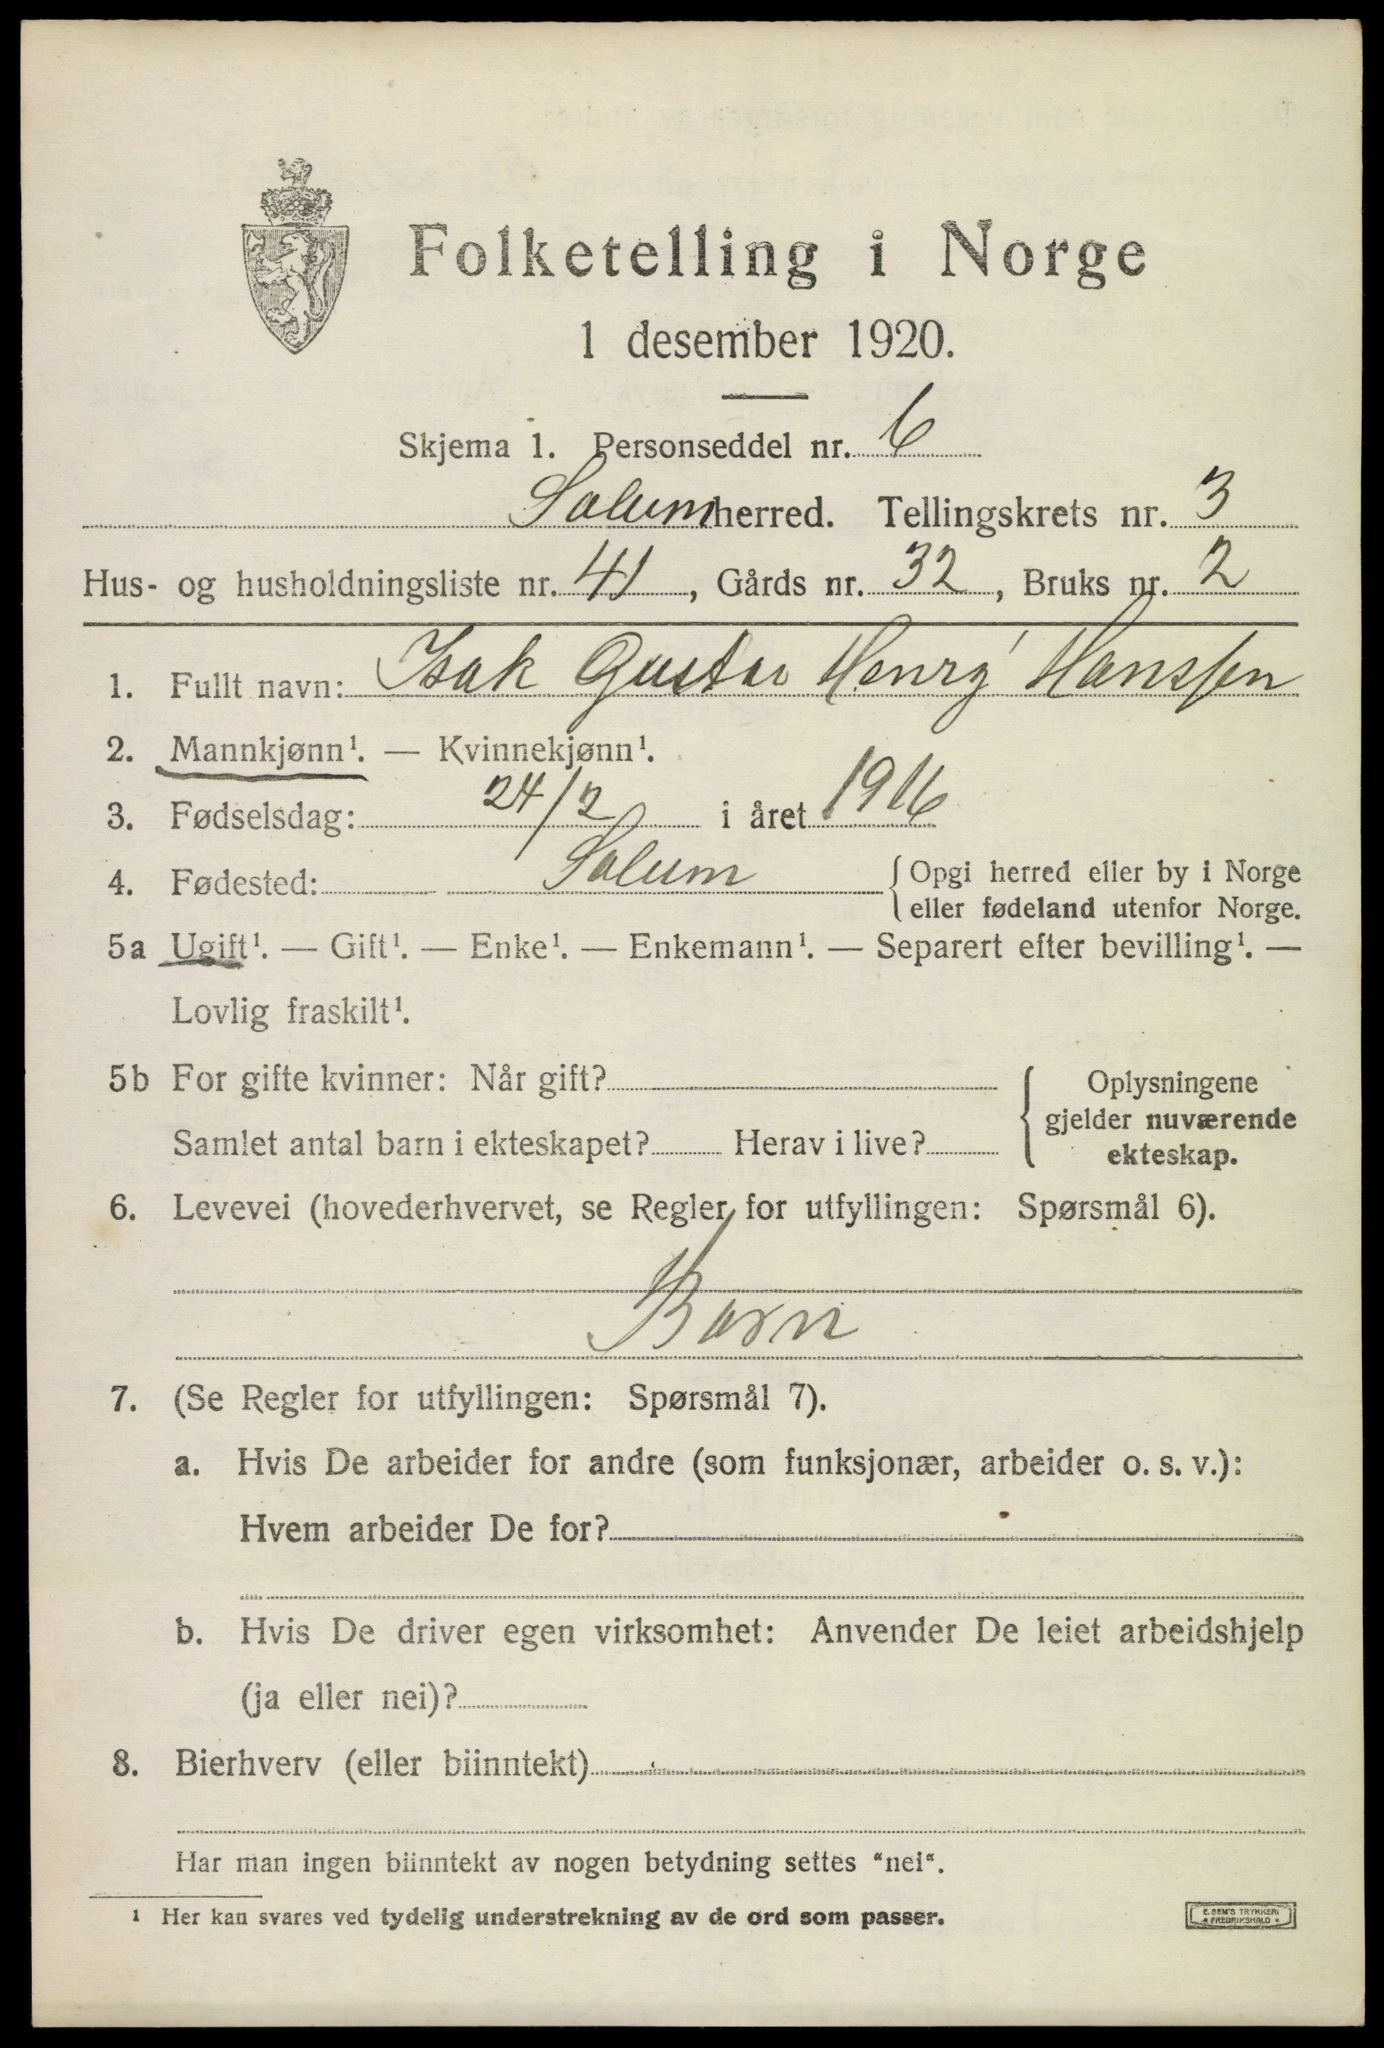 Folketelling i Norge
1 desember 1920.
Skjema 1. Personseddel nr. 6
Solum herred. Tellingskrets nr. 3
Hus- og husholdningsliste nr. 41, Gårds nr. 32, Bruks nr. 2
1. Fullt navn: Isak Gustav Henry Hanssen
2. Mannkjønn¹. — Kvinnekjønn¹.
3. Fødselsdag: 24/2 i året 1916
4. Fødested: Solum { Opgi herred eller by i Norge
eller fødeland utenfor Norge.
5a Ugift¹. — Gift¹. — Enke¹. — Enkemann¹. — Separert efter bevilling¹. —
Lovlig fraskilt¹.
5b For gifte kvinner: Når gift? { Oplysningene
gjelder nuværende
Samlet antal barn i ekteskapet? Herav i live? ekteskap.
6. Levevei (hovederhvervet, se Regler for utfyllingen: Spørsmål 6).
Barn
7. (Se Regler for utfyllingen: Spørsmål 7).
a. Hvis De arbeider for andre (som funksjonær, arbeider o. s. v.):
Hvem arbeider De for?
b. Hvis De driver egen virksomhet: Anvender De leiet arbeidshjelp
(ja eller nei)?
8. Bierhverv (eller biinntekt)
Har man ingen biinntekt av nogen betydning settes “nei“.
¹ Her kan svares ved tydelig understrekning av de ord som passer.
E. SEM'S TRYKKERI
* FREDRIKSHALD *